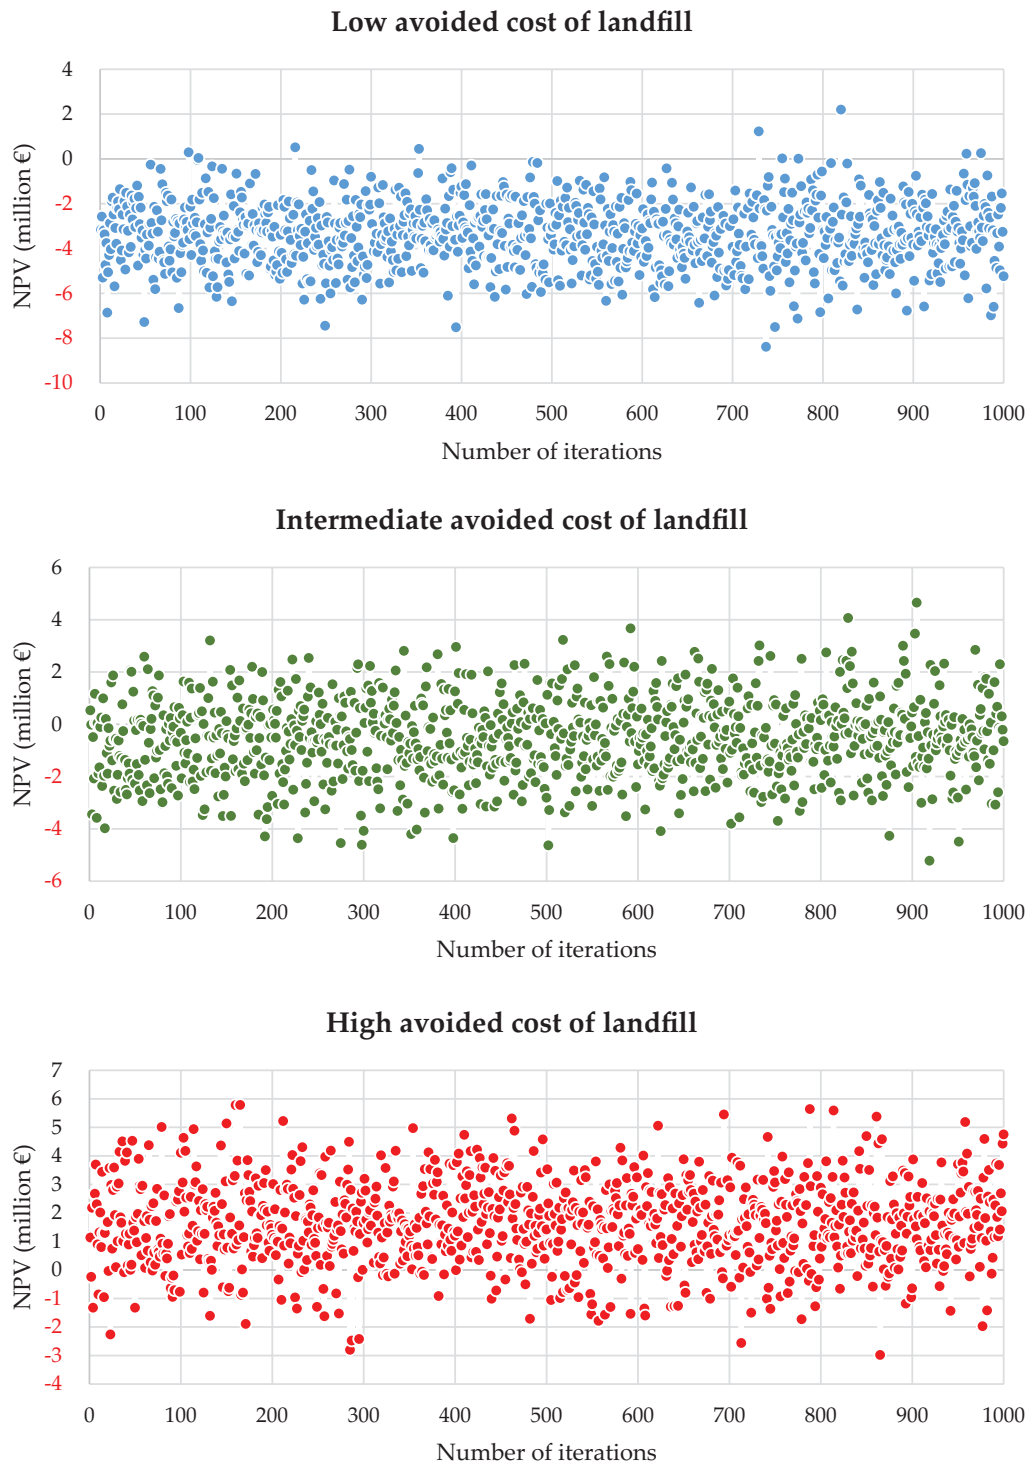 Low avoided cost of landfill
4
2
0
-2
-4
-6
-8
-10
NPV (million €)
0 100 200 300 400 500 600 700 800 900 1000
Number of iterations
Intermediate avoided cost of landfill
6
4
2
0
-2
-4
-6
NPV (million €)
0 100 200 300 400 500 600 700 800 900 1000
Number of iterations
High avoided cost of landfill
7
6
5
4
3
2
1
0
-1
-2
-3
-4
NPV (million €)
0 100 200 300 400 500 600 700 800 900 1000
Number of iterations